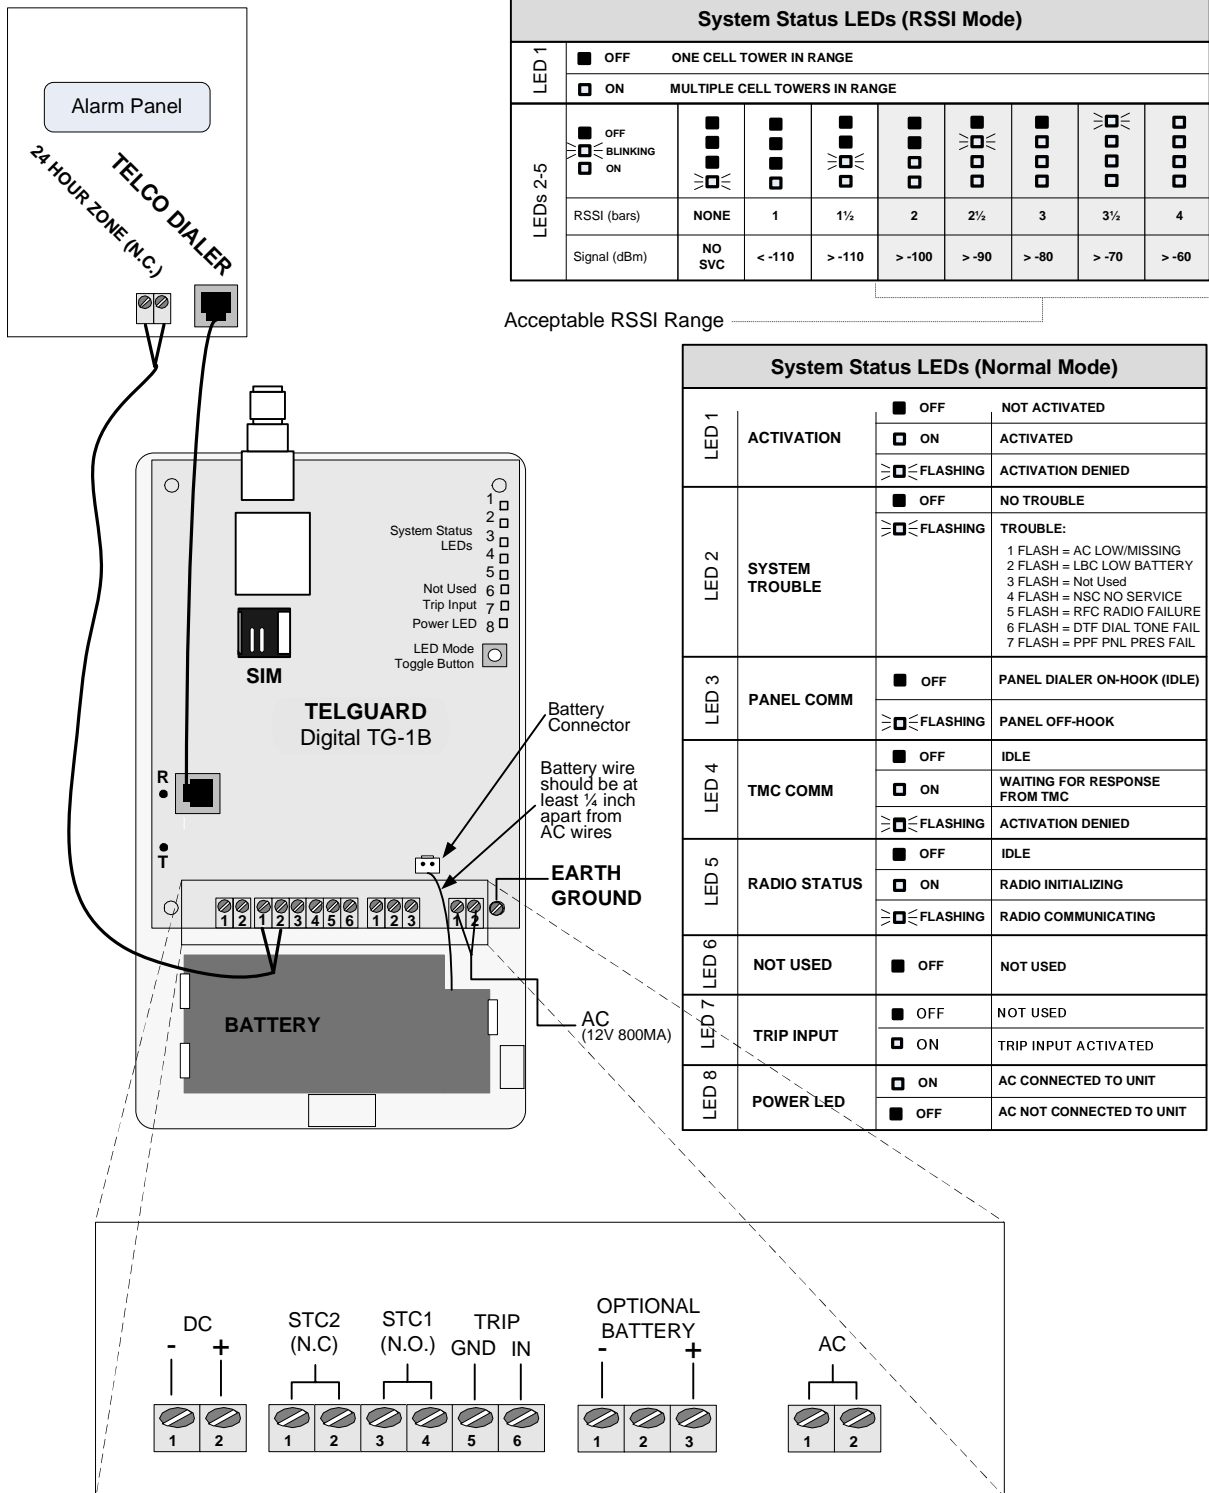 System Status LEDs (RSSI Mode)
LED 1
OFF ONE CELL TOWER IN RANGE
ON MULTIPLE CELL TOWERS IN RANGE
LEDs 2-5
OFF
BLINKING
ON
RSSI (bars) NONE 1 1½ 2 2½ 3 3½ 4
Signal (dBm) NO SVC < -110 > -110 > -100 > -90 > -80 > -70 > -60
Acceptable RSSI Range
Alarm Panel
24 HOUR ZONE (N.C.)
TELCO DIALER
System Status LEDs (Normal Mode)
LED 1
ACTIVATION
OFF NOT ACTIVATED
ON ACTIVATED
FLASHING ACTIVATION DENIED
LED 2
SYSTEM TROUBLE
OFF NO TROUBLE
FLASHING TROUBLE:
1 FLASH = AC LOW/MISSING
2 FLASH = LBC LOW BATTERY
3 FLASH = Not Used
4 FLASH = NSC NO SERVICE
5 FLASH = RFC RADIO FAILURE
6 FLASH = DTF DIAL TONE FAIL
7 FLASH = PPF PNL PRES FAIL
LED 3
PANEL COMM
OFF PANEL DIALER ON-HOOK (IDLE)
FLASHING PANEL OFF-HOOK
LED 4
TMC COMM
OFF IDLE
ON WAITING FOR RESPONSE FROM TMC
FLASHING ACTIVATION DENIED
LED 5
RADIO STATUS
OFF IDLE
ON RADIO INITIALIZING
FLASHING RADIO COMMUNICATING
LED 6
NOT USED
OFF NOT USED
LED 7
TRIP INPUT
OFF NOT USED
ON TRIP INPUT ACTIVATED
LED 8
POWER LED
ON AC CONNECTED TO UNIT
OFF AC NOT CONNECTED TO UNIT
1
2
System Status 3
LEDs
4
5
Not Used 6
Trip Input 7
Power LED 8
LED Mode
Toggle Button
SIM
TELGUARD
Digital TG-1B
Battery
Connector
Battery wire
should be at
least ¼ inch
apart from
AC wires
R
T
EARTH
GROUND
1 2 1 2 3 4 5 6 1 2 3 1 2
BATTERY
AC
(12V 800MA)
DC
- +
STC2
(N.C)
STC1
(N.O.)
TRIP
GND IN
OPTIONAL
BATTERY
- +
AC
1 2 1 2 3 4 5 6 1 2 3 1 2